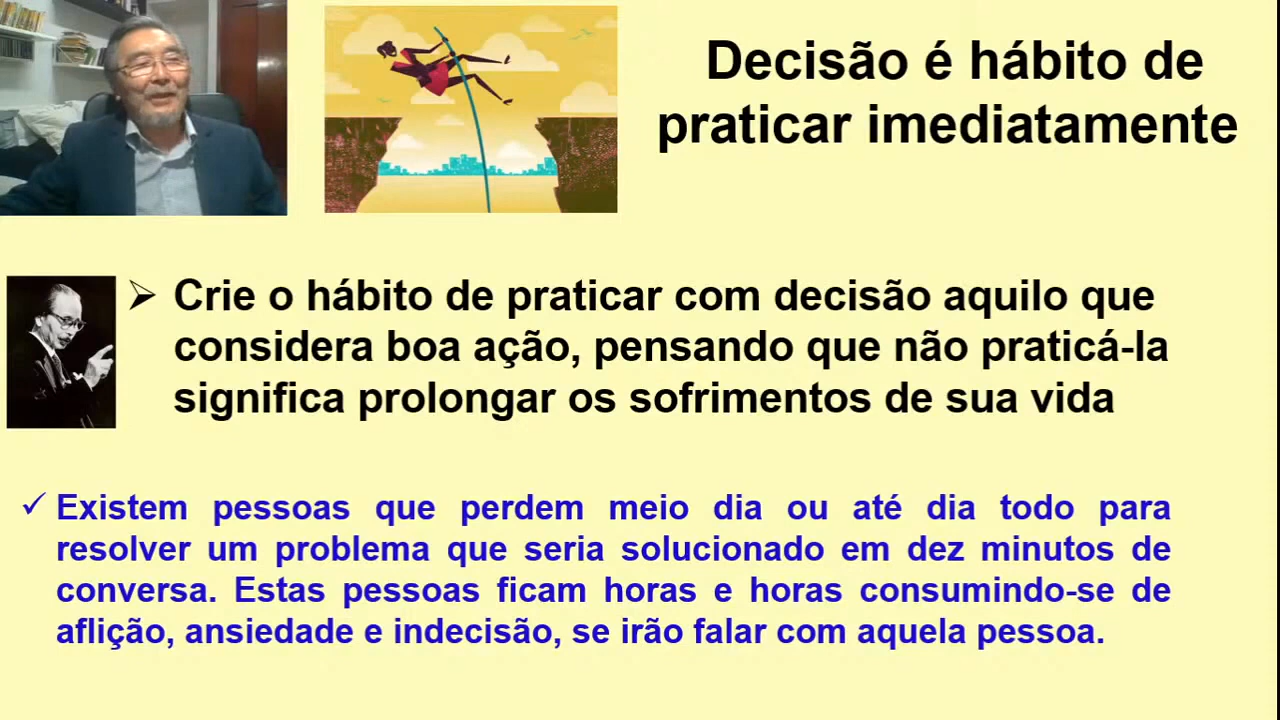 Decisão é hábito de
praticar imediatamente
➢ Crie o hábito de praticar com decisão aquilo que
considera boa ação, pensando que não praticá-la
significa prolongar os sofrimentos de sua vida
✓ Existem pessoas que perdem meio dia ou até dia todo para
resolver um problema que seria solucionado em dez minutos de
conversa. Estas pessoas ficam horas e horas consumindo-se de
aflição, ansiedade e indecisão, se irão falar com aquela pessoa.